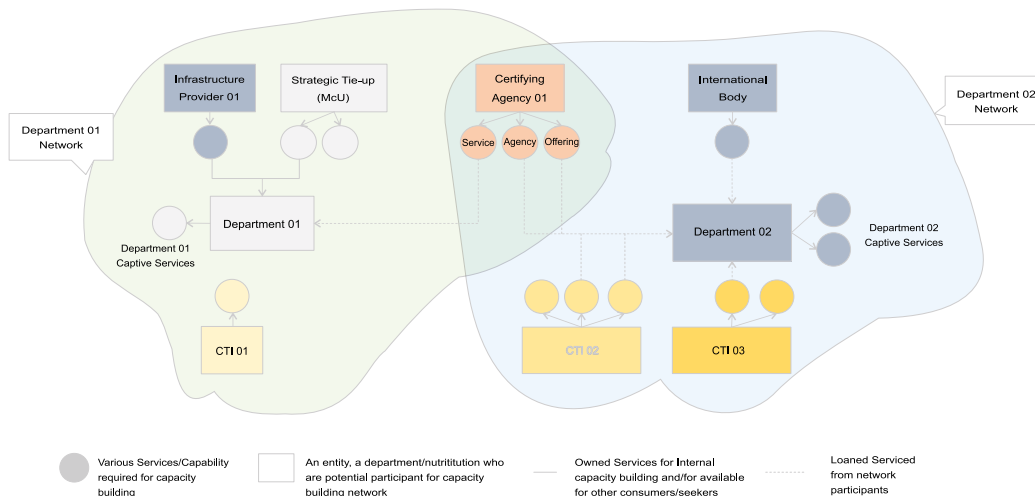 Infrastructure
Provider 01
Strategic Tie-up
(McU)
Certifying
Agency 01
International
Body
Department 02
Network
Department 01
Network
Service
Agency
Offering
Department 01
Department 02
Department 02
Captive Services
Department 01
Captive Services
CTI 01
CTI 02
CTI 03
Various Services/Capability
required for capacity
building
An entity, a department/nutrititution who
are potential participant for capacity
building network
Owned Services for Internal
capacity building and/for available
for other consumers/seekers
Loaned Serviced
from network
participants